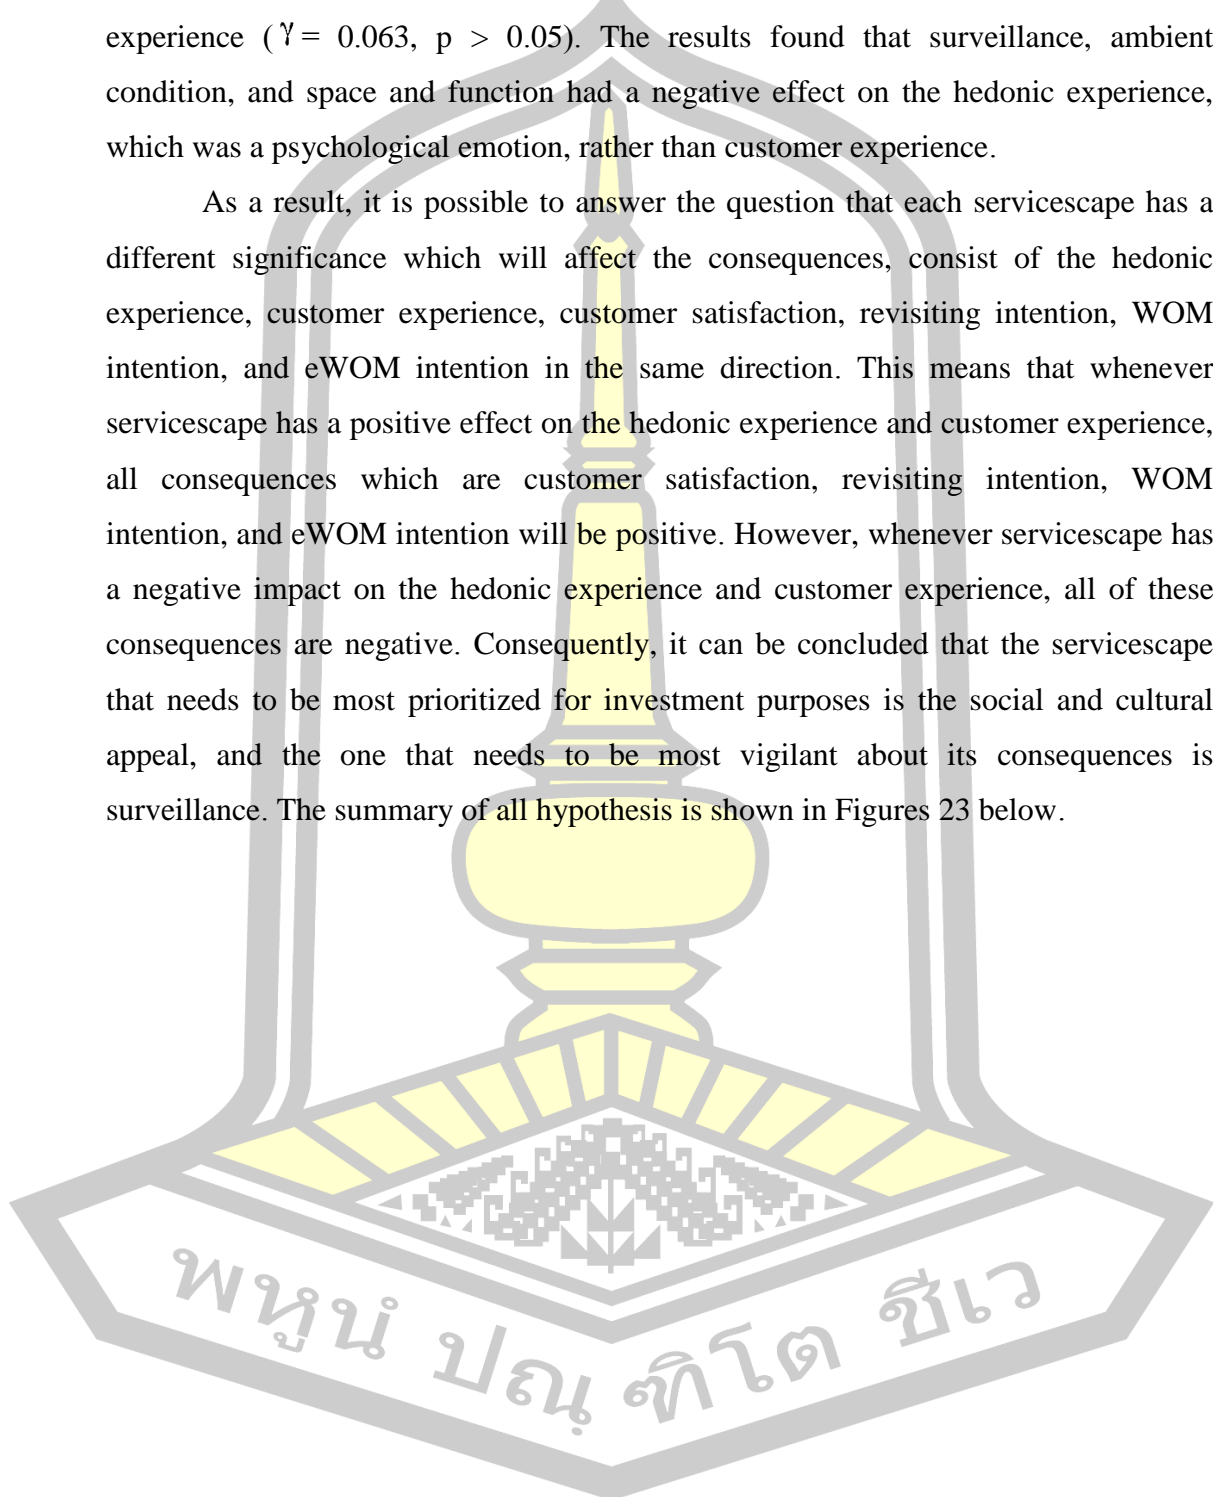 experience ( γ = 0.063, p > 0.05). The results found that surveillance, ambient
condition, and space and function had a negative effect on the hedonic experience,
which was a psychological emotion, rather than customer experience.
As a result, it is possible to answer the question that each servicescape has a
different significance which will affect the consequences, consist of the hedonic
experience, customer experience, customer satisfaction, revisiting intention, WOM
intention, and eWOM intention in the same direction. This means that whenever
servicescape has a positive effect on the hedonic experience and customer experience,
all consequences which are customer satisfaction, revisiting intention, WOM
intention, and eWOM intention will be positive. However, whenever servicescape has
a negative impact on the hedonic experience and customer experience, all of these
consequences are negative. Consequently, it can be concluded that the servicescape
that needs to be most prioritized for investment purposes is the social and cultural
appeal, and the one that needs to be most vigilant about its consequences is
surveillance. The summary of all hypothesis is shown in Figures 23 below.
พหูนํ ปณฺ ฑิโต ชีเว